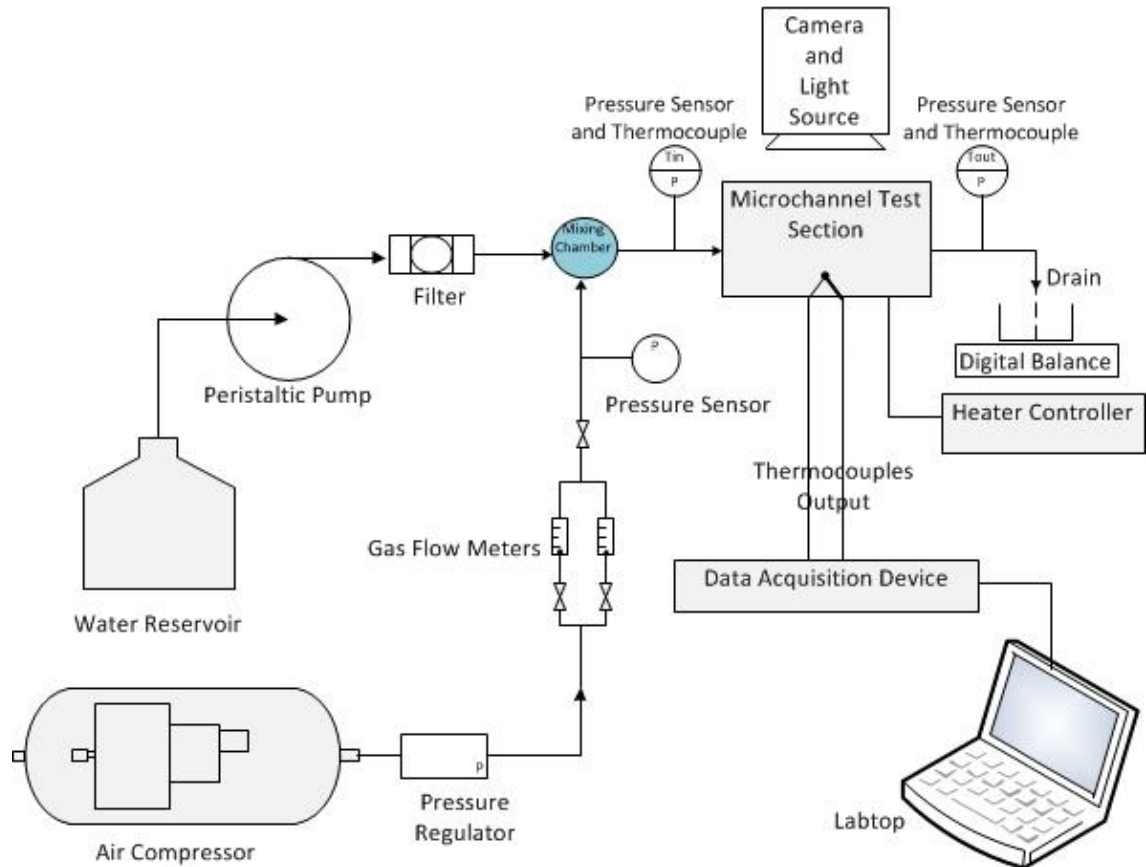 Camera
and
Light
Source
Pressure Sensor
and Thermocouple
Pressure Sensor
and Thermocouple
Tin
P
Tout
P
Microchannel Test
Section
Mixing
Chamber
Filter
Drain
Digital Balance
Peristaltic Pump
P
Pressure Sensor
Heater Controller
Thermocouples
Output
Gas Flow Meters
Data Acquisition Device
Water Reservoir
P
Pressure
Regulator
Labtop
Air Compressor